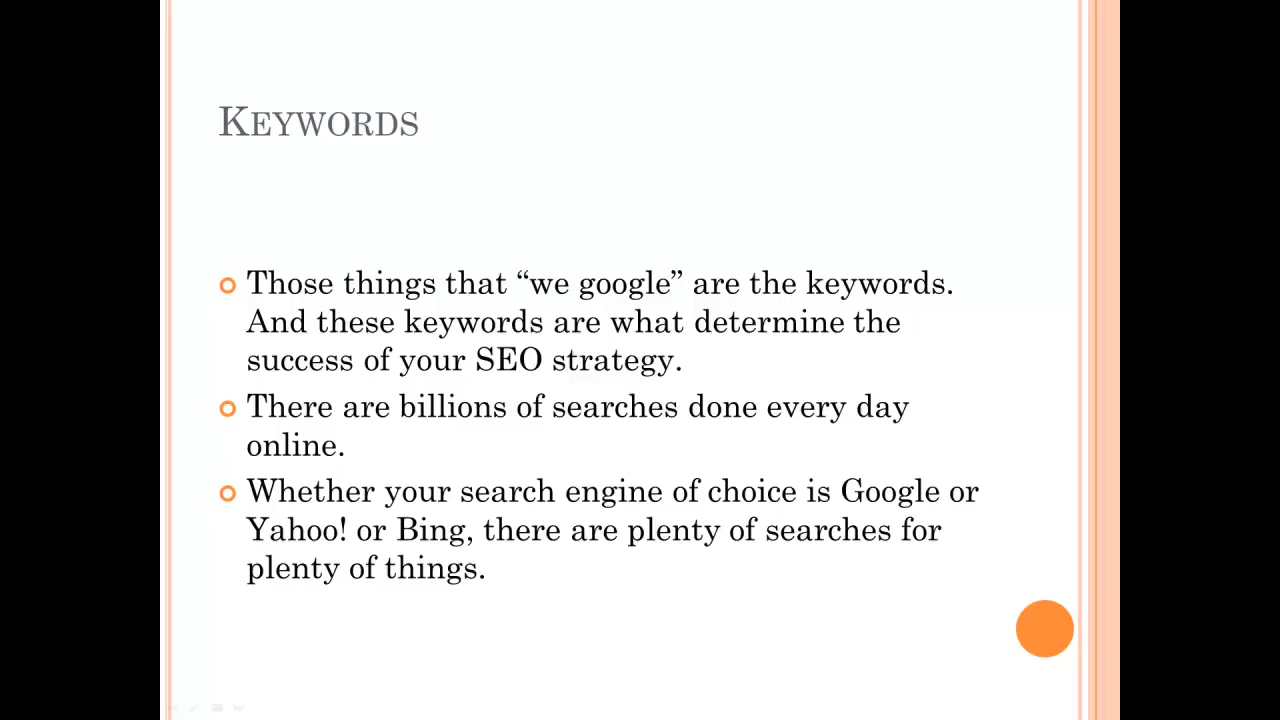 KEYWORDS
Those things that “we google” are the keywords.
And these keywords are what determine the
success of your SEO strategy.
There are billions of searches done every day
online.
Whether your search engine of choice is Google or
Yahoo! or Bing, there are plenty of searches for
plenty of things.